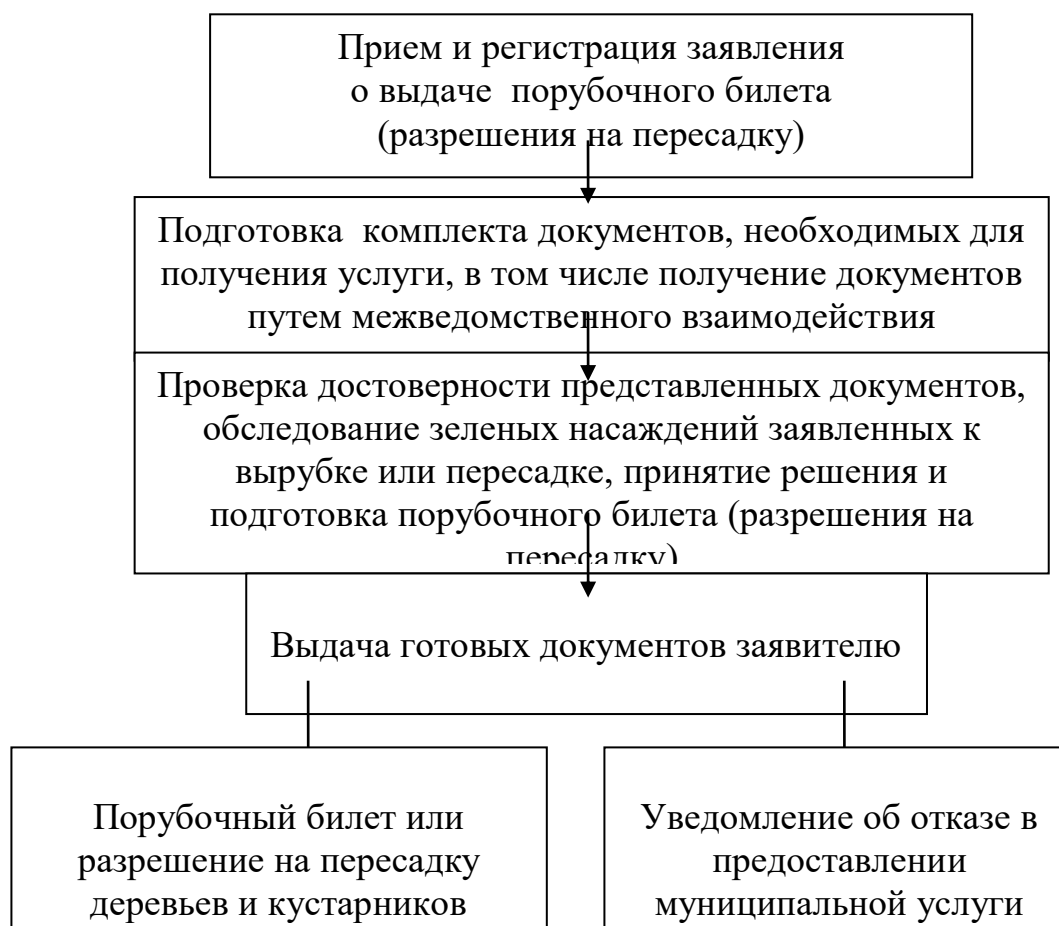 Прием и регистрация заявления
о выдаче  порубочного билета
(разрешения на пересадку)
Подготовка  комплекта документов, необходимых для
получения услуги, в том числе получение документов
путем межведомственного взаимодействия
Проверка достоверности представленных документов,
обследование зеленых насаждений заявленных к
вырубке или пересадке, принятие решения и
подготовка порубочного билета (разрешения на
пересадку)
Выдача готовых документов заявителю
Порубочный билет или
разрешение на пересадку
деревьев и кустарников
Уведомление об отказе в
предоставлении
муниципальной услуги